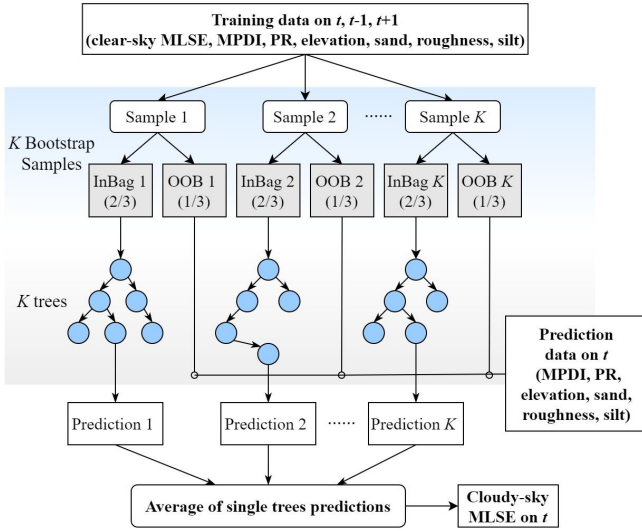 Training data on t, t-1, t+1
(clear-sky MLSE, MPDI, PR, elevation, sand, roughness, silt)
Sample 1
Sample 2
......
Sample K
K Bootstrap
Samples
InBag 1
(2/3)
OOB 1
(1/3)
InBag 2
(2/3)
OOB 2
(1/3)
InBag K
(2/3)
OOB K
(1/3)
K trees
Prediction
data on t
(MPDI, PR,
elevation, sand,
roughness, silt)
Prediction 1
Prediction 2
......
Prediction K
Average of single trees predictions
Cloudy-sky
MLSE on t